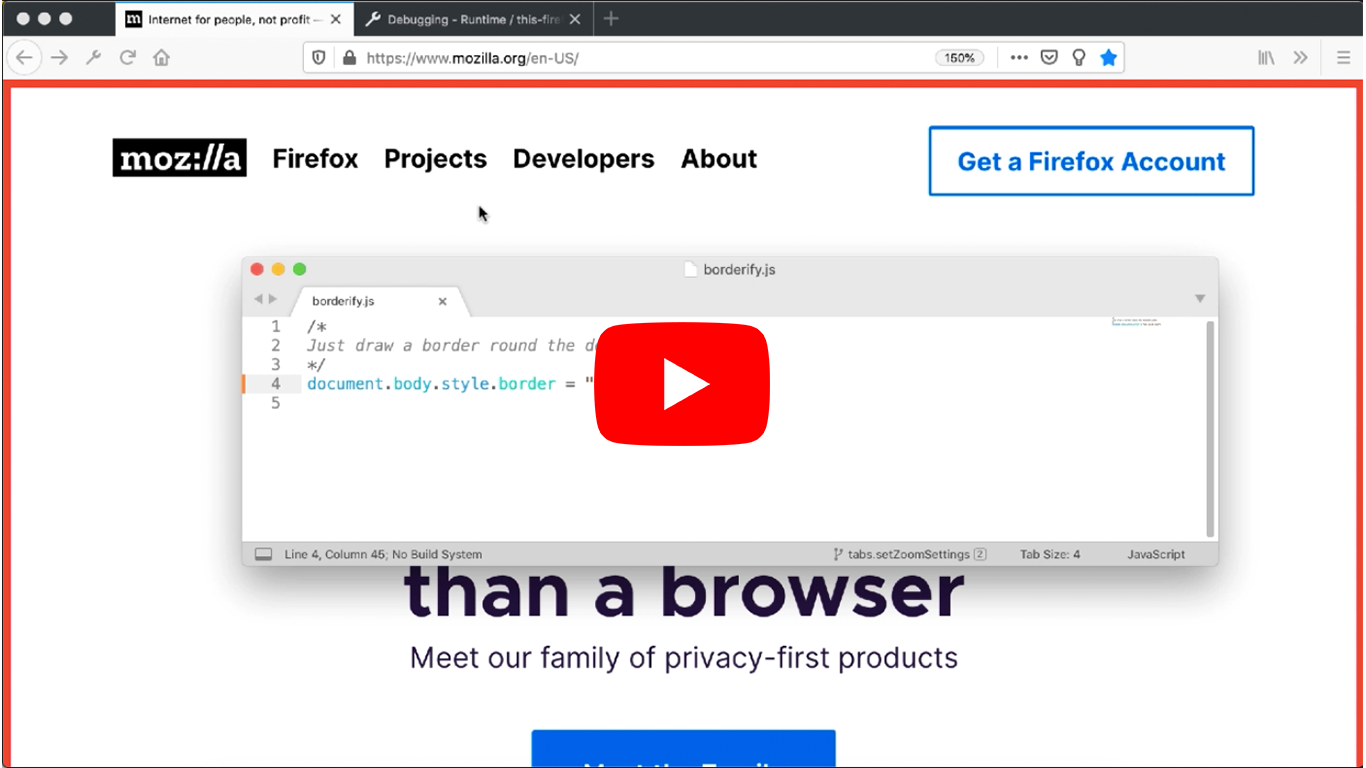 Internet for people, not profit —
Debugging - Runtime / this-fire
https://www.mozilla.org/en-US/
150%
moz://a Firefox Projects Developers About
Get a Firefox Account
borderify.js
borderify.js
1 /*
2 Just draw a border round the
3 */
4 document.body.style.border = "
5
Line 4, Column 45; No Build System
tabs.setZoomSettings 2
Tab Size: 4
JavaScript
than a browser
Meet our family of privacy-first products